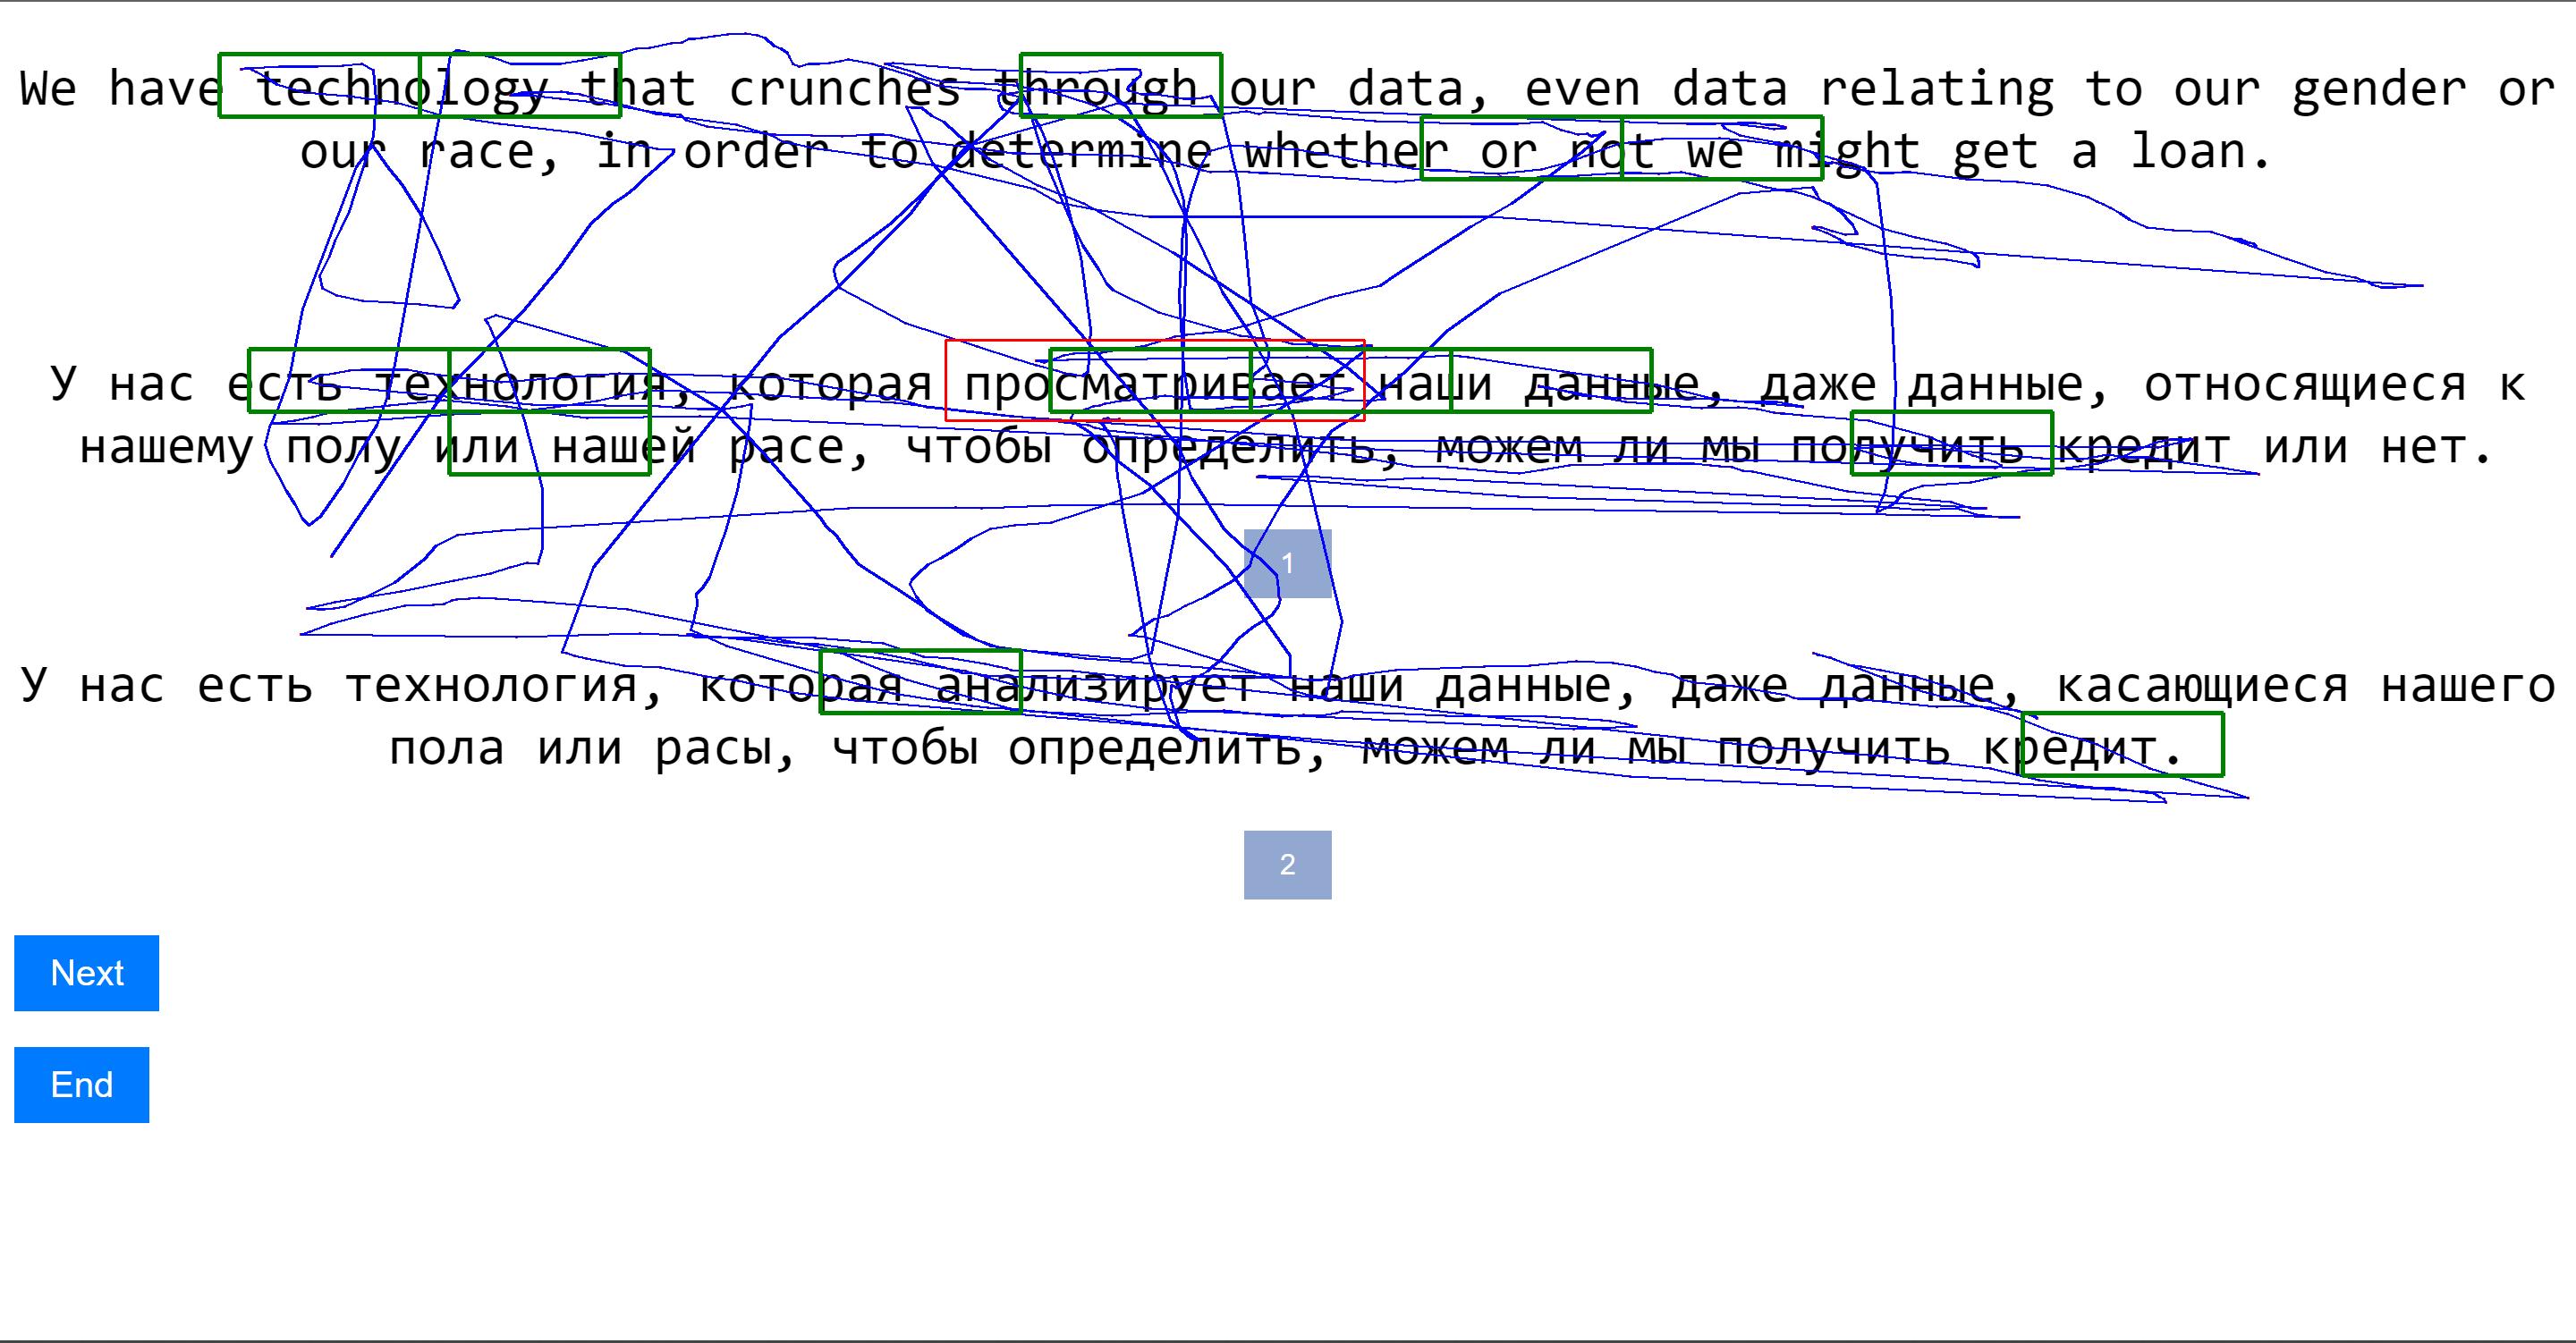 We have technology that crunches through our data, even data relating to our gender or
our race, in order to determine whether or not we might get a loan.
У нас есть технология, которая просматривает наши данные, даже данные, относящиеся к
нашему полу или нашей расе, чтобы определить, можем ли мы получить кредит или нет.
1
У нас есть технология, которая анализирует наши данные, даже данные, касающиеся нашего
пола или расы, чтобы определить, можем ли мы получить кредит.
2
Next
End